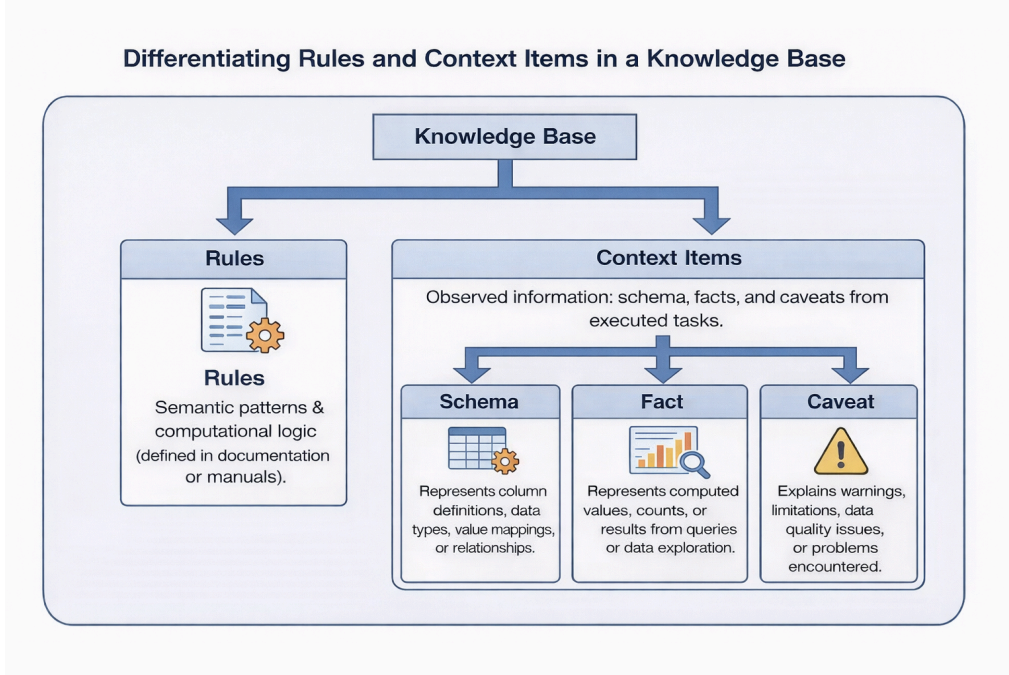 Differentiating Rules and Context Items in a Knowledge Base
Knowledge Base
Rules
Rules
Semantic patterns &
computational logic
(defined in documentation
or manuals).
Context Items
Observed information: schema, facts, and caveats from
executed tasks.
Schema
Represents column
definitions, data
types, value mappings,
or relationships.
Fact
Represents computed
values, counts, or
results from queries
or data exploration.
Caveat
Explains warnings,
limitations, data
quality issues,
or problems
encountered.